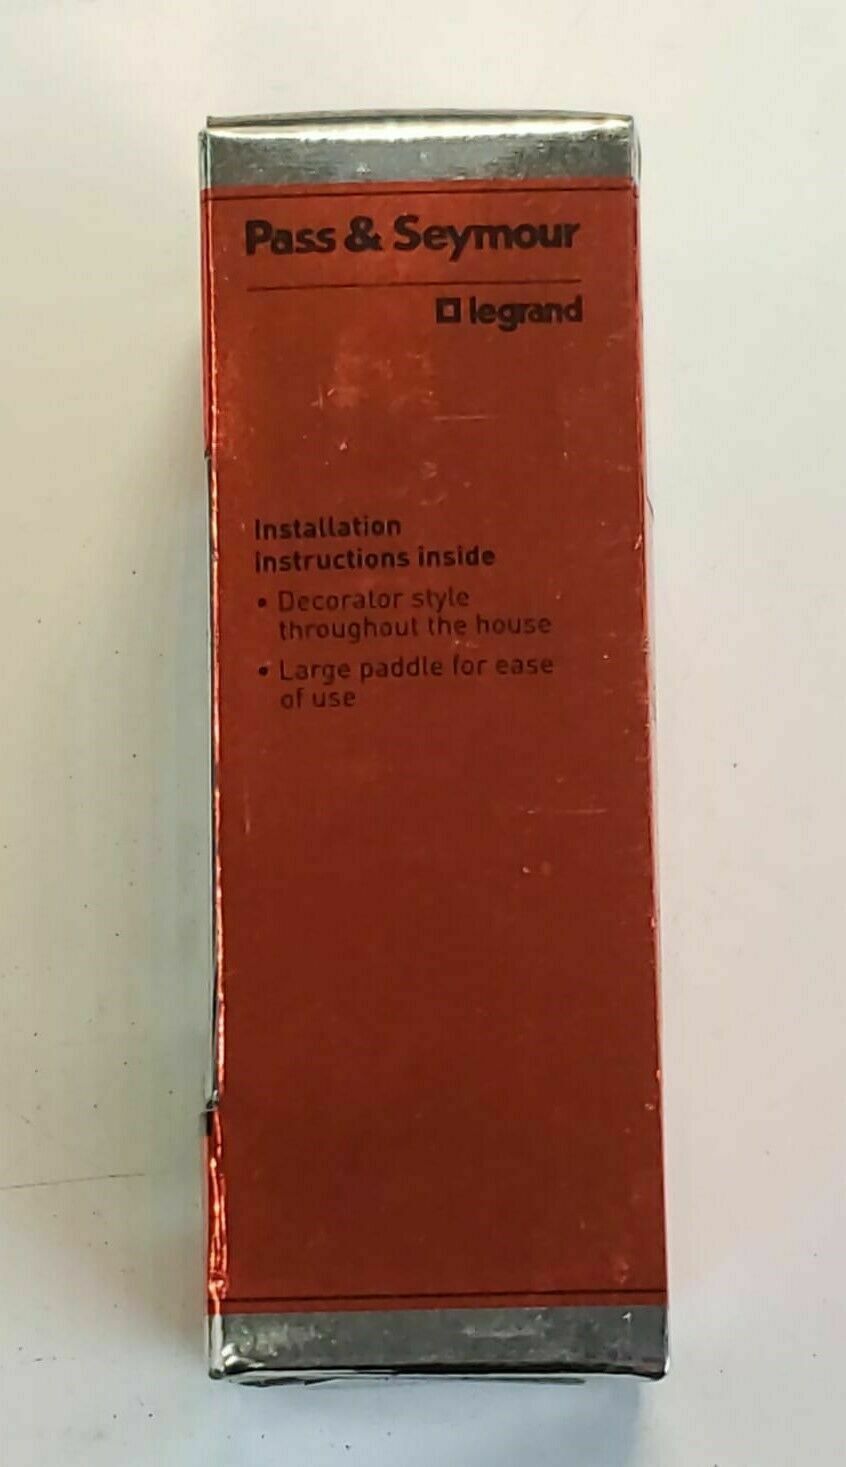 Pass & Seymour
legrand
Installation
instructions inside
• Decorator style
throughout the house
• Large paddle for ease
of use